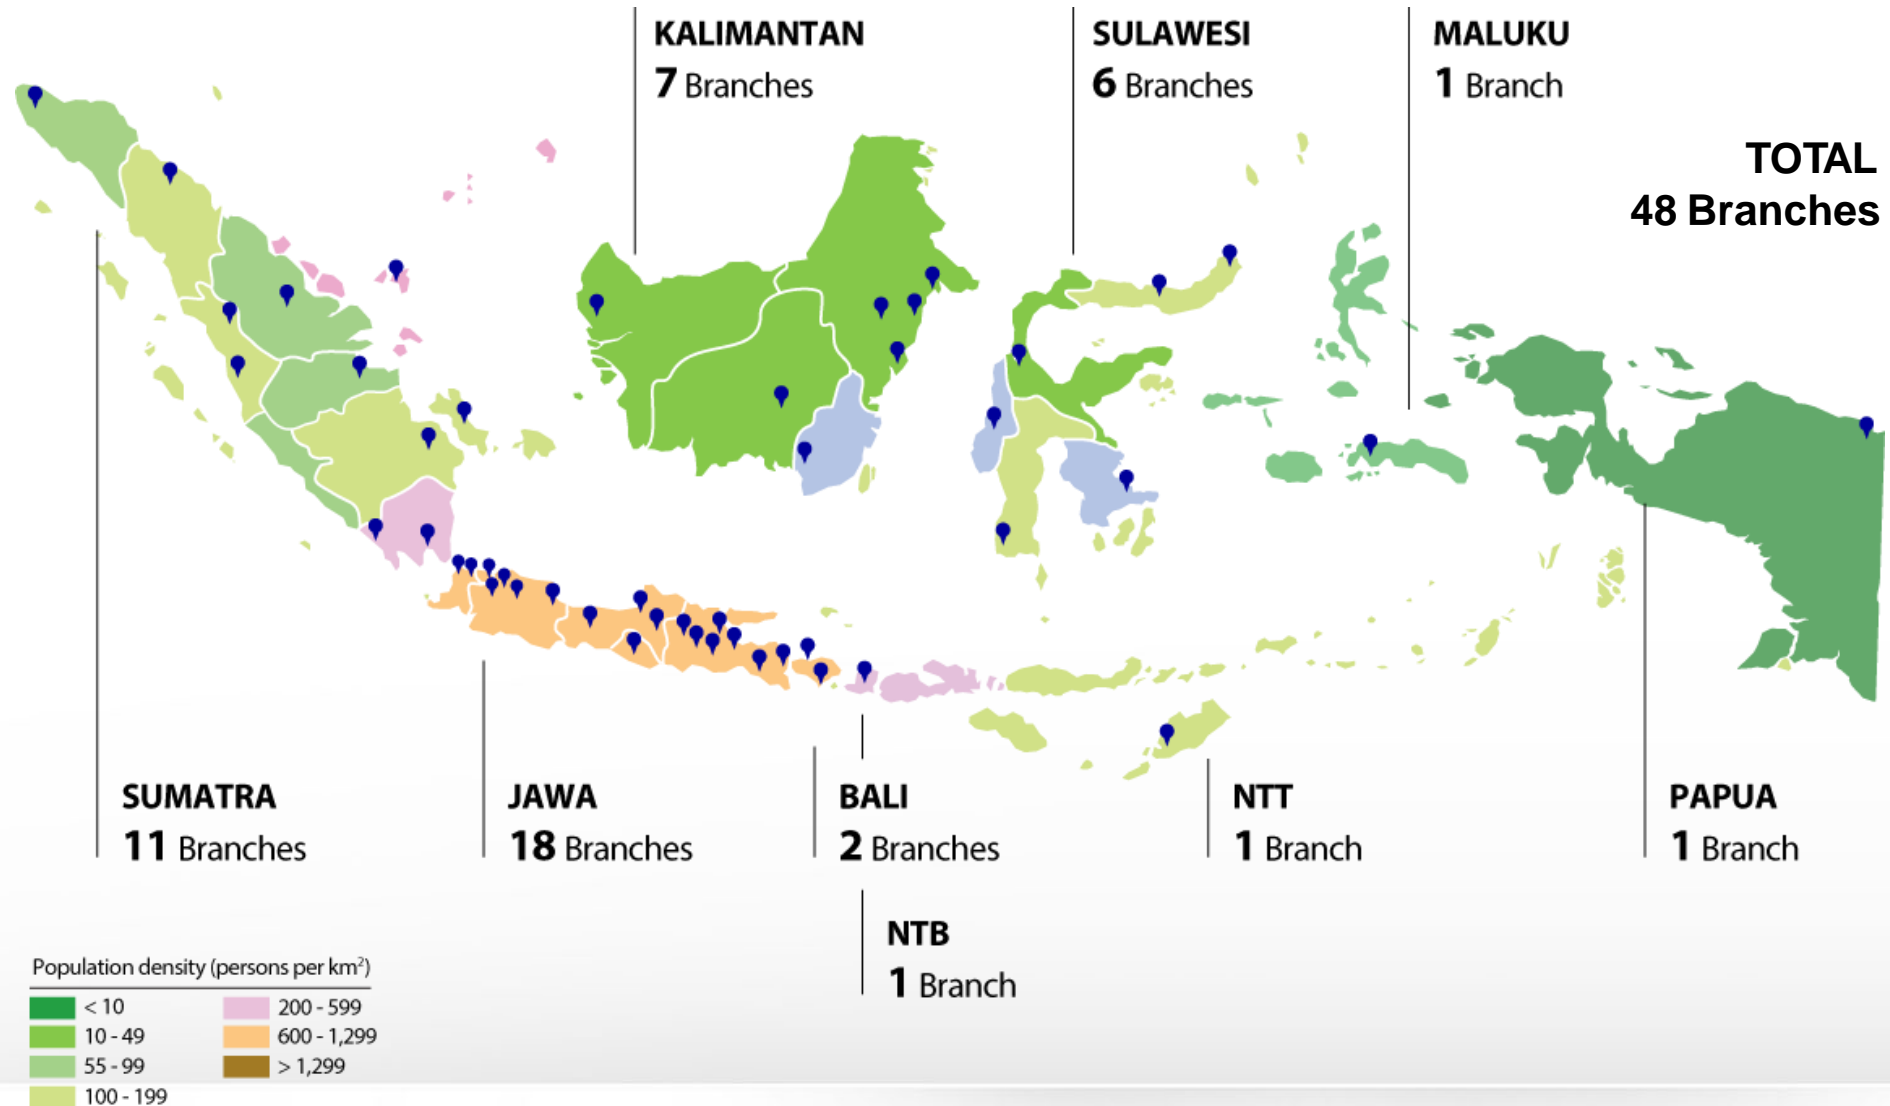 KALIMANTAN
7 Branches
SULAWESI
6 Branches
MALUKU
1 Branch
TOTAL
48 Branches
SUMATRA
11 Branches
JAWA
18 Branches
BALI
2 Branches
NTT
1 Branch
PAPUA
1 Branch
NTB
1 Branch
Population density (persons per km²)
< 10
10 - 49
55 - 99
100 - 199
200 - 599
600 - 1,299
> 1,299